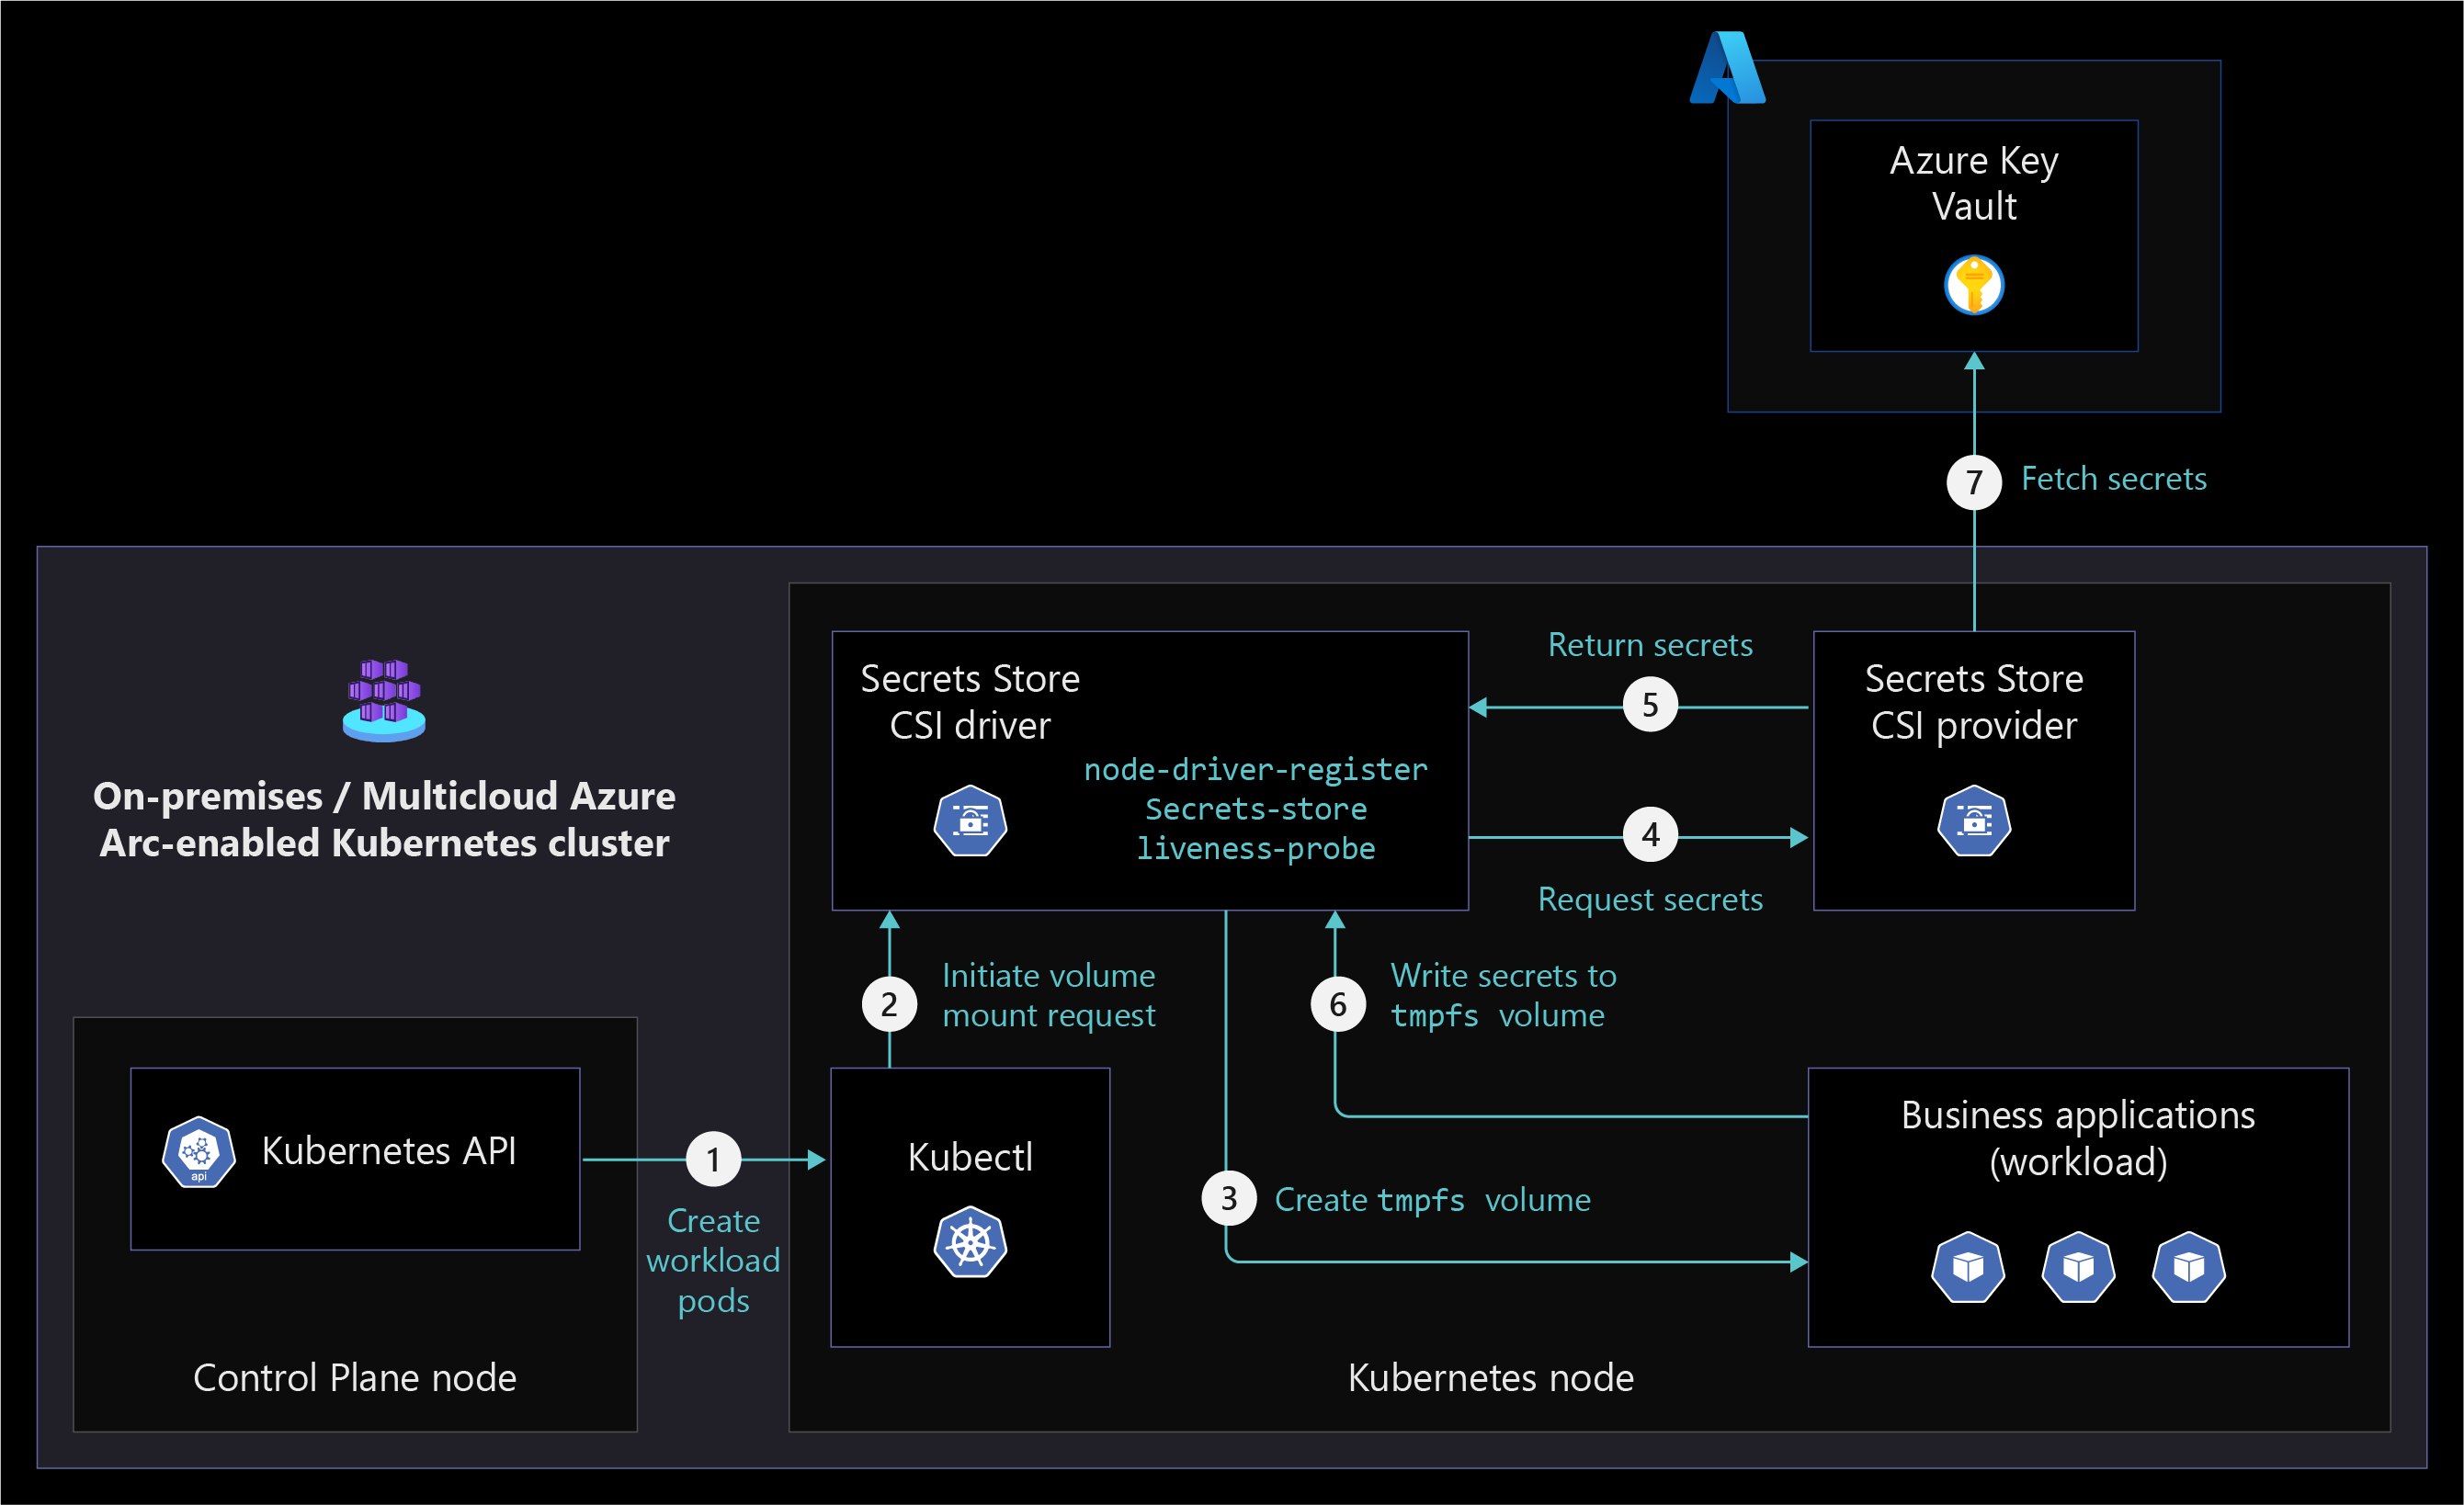 Azure Key
Vault
7
Fetch secrets
On-premises / Multicloud Azure
Arc-enabled Kubernetes cluster
Secrets Store
CSI driver
node-driver-register
Secrets-store
liveness-probe
Return secrets
5
4
Request secrets
Secrets Store
CSI provider
2
Initiate volume
mount request
6
Write secrets to
tmpfs volume
api
Kubernetes API
1
Create
workload
pods
Kubectl
3
Create tmpfs volume
Business applications
(workload)
Control Plane node
Kubernetes node